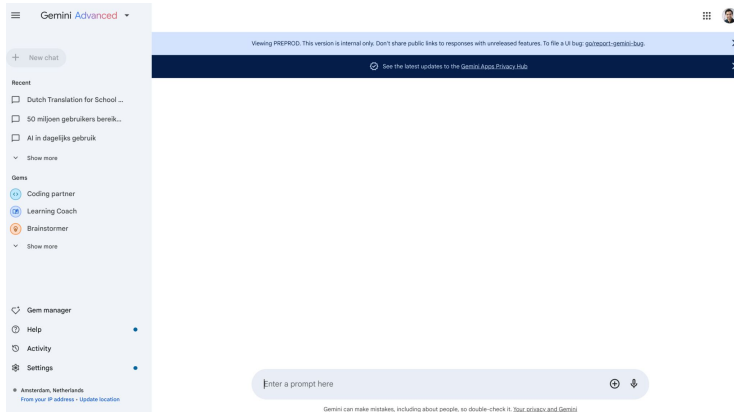 Gemini Advanced
Viewing PREPROD. This version is internal only. Don't share public links to responses with unreleased features. To file a UI bug: go/report-gemini-bug.
See the latest updates to the Gemini Apps Privacy Hub
New chat
Recent
Dutch Translation for School ...
50 miljoen gebruikers bereik...
AI in dagelijks gebruik
Show more
Gems
Coding partner
Learning Coach
Brainstormer
Show more
Gem manager
Help
Activity
Settings
Amsterdam, Netherlands
From your IP address • Update location
Enter a prompt here
Gemini can make mistakes, including about people, so double-check it. Your privacy and Gemini